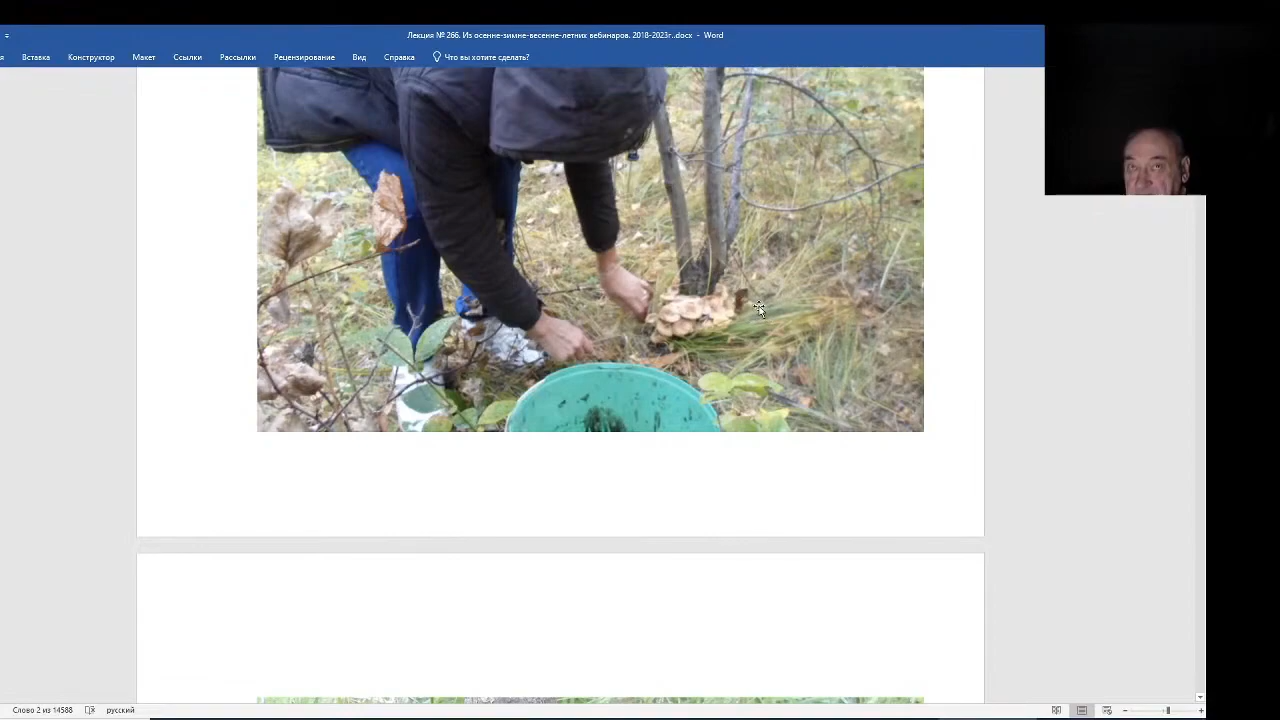 Лекция № 266. Из осенне-зимне-весенне-летних вебинаров. 2018-2023г..docx - Word
Вставка Конструктор Макет Ссылки Рассылки Рецензирование Вид Справка Что вы хотите сделать?
Слово 2 из 14588 русский